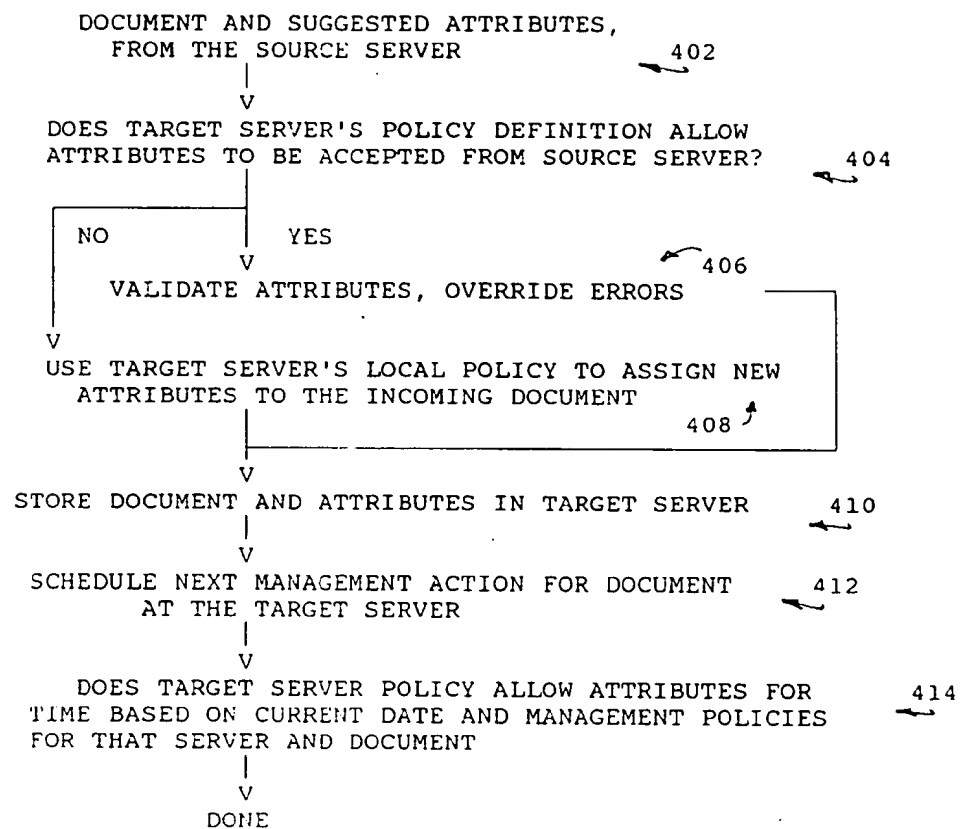 DOCUMENT AND SUGGESTED ATTRIBUTES,
FROM THE SOURCE SERVER
402
V
DOES TARGET SERVER'S POLICY DEFINITION ALLOW
ATTRIBUTES TO BE ACCEPTED FROM SOURCE SERVER?
404
NO YES
V
406
VALIDATE ATTRIBUTES, OVERRIDE ERRORS
V
USE TARGET SERVER'S LOCAL POLICY TO ASSIGN NEW
ATTRIBUTES TO THE INCOMING DOCUMENT
408
V
STORE DOCUMENT AND ATTRIBUTES IN TARGET SERVER 410
V
SCHEDULE NEXT MANAGEMENT ACTION FOR DOCUMENT 412
AT THE TARGET SERVER
V
DOES TARGET SERVER POLICY ALLOW ATTRIBUTES FOR 414
TIME BASED ON CURRENT DATE AND MANAGEMENT POLICIES
FOR THAT SERVER AND DOCUMENT
V
DONE